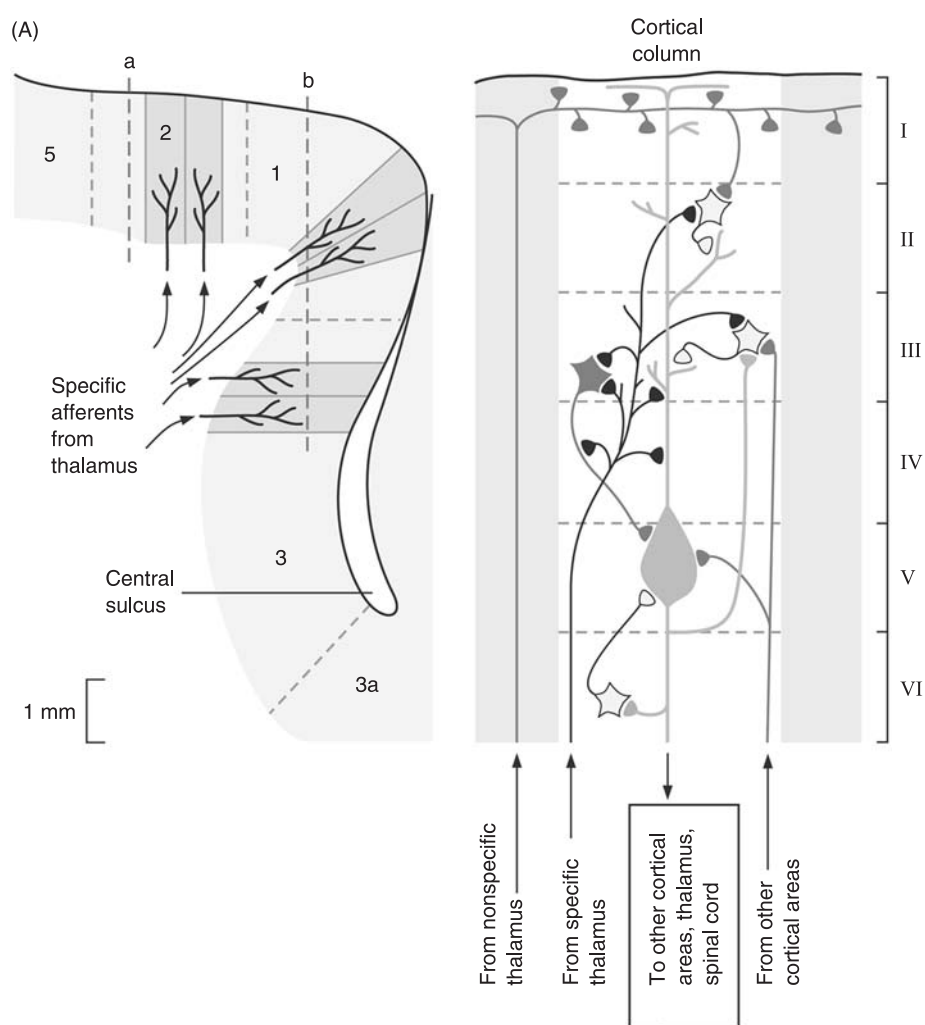 (A)
a
b
5
2
1
Specific
afferents
from
thalamus
3
Central
sulcus
3a
1 mm
Cortical
column
I
II
III
IV
V
VI
From nonspecific
thalamus
From specific
thalamus
To other cortical
areas, thalamus,
spinal cord
From other
cortical areas